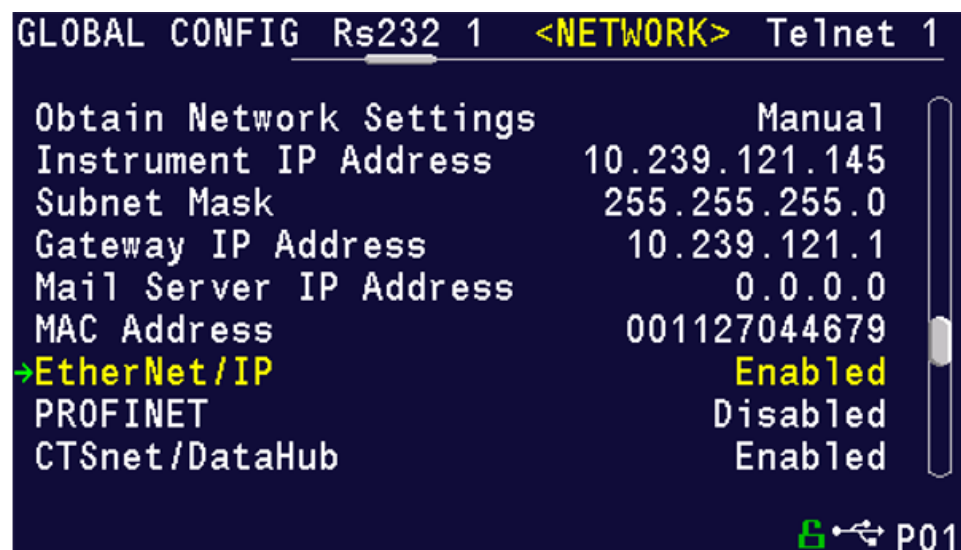 GLOBAL CONFIG Rs232 1 <NETWORK> Telnet 1
Obtain Network Settings Manual
Instrument IP Address 10.239.121.145
Subnet Mask 255.255.255.0
Gateway IP Address 10.239.121.1
Mail Server IP Address 0.0.0.0
MAC Address 001127044679
→EtherNet/IP Enabled
PROFINET Disabled
CTSnet/DataHub Enabled
P01